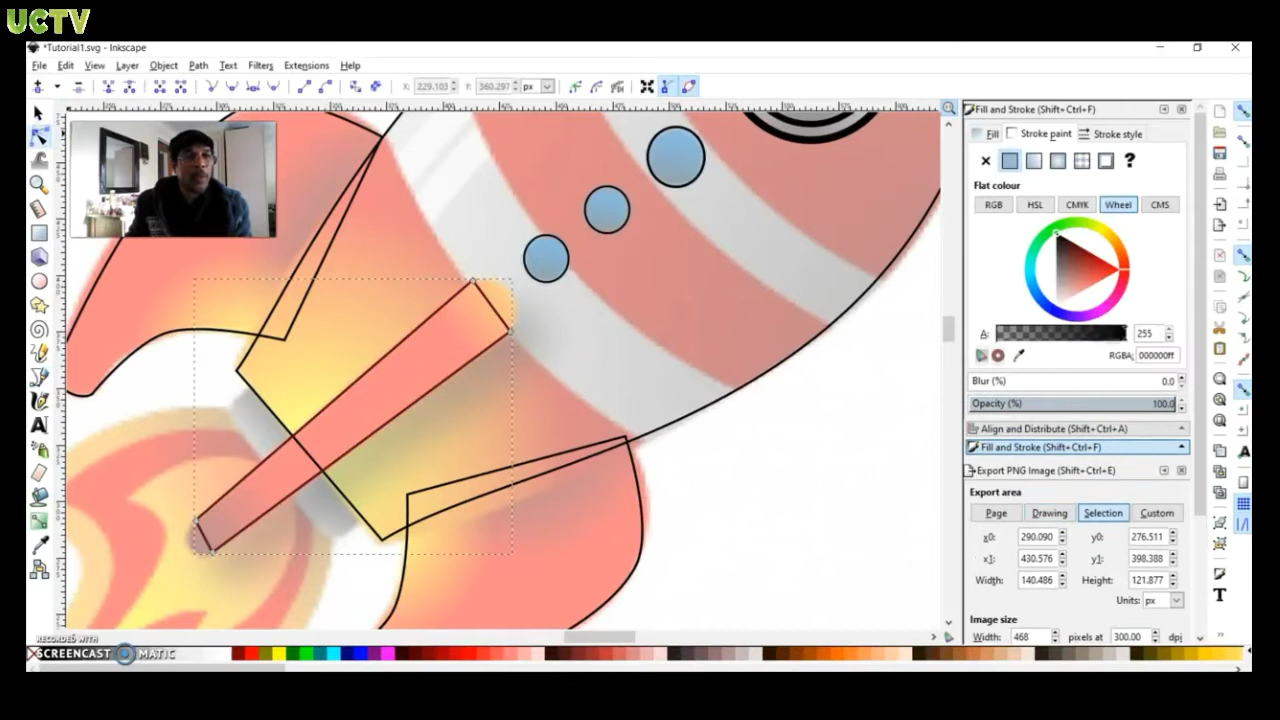 UCTV
*Tutorial1.svg - Inkscape
File Edit View Layer Object Path Text Filters Extensions Help
X: 229.103 Y: 360.297 px
Fill and Stroke (Shift+Ctrl+F)
Fill Stroke paint Stroke style
?
Flat colour
RGB HSL CMYK Wheel CMS
A: 255
RGBA: 000000ff
Blur (%) 0.0
Opacity (%) 100.0
Align and Distribute (Shift+Ctrl+A)
Fill and Stroke (Shift+Ctrl+F)
Export PNG Image (Shift+Ctrl+E)
Export area
Page Drawing Selection Custom
x0: 290.090 y0: 276.511
x1: 430.576 y1: 398.388
Width: 140.486 Height: 121.877
Units: px
Image size
Width: 468 pixels at 300.00 dpi
RECORDED WITH
SCREENCAST MATIC